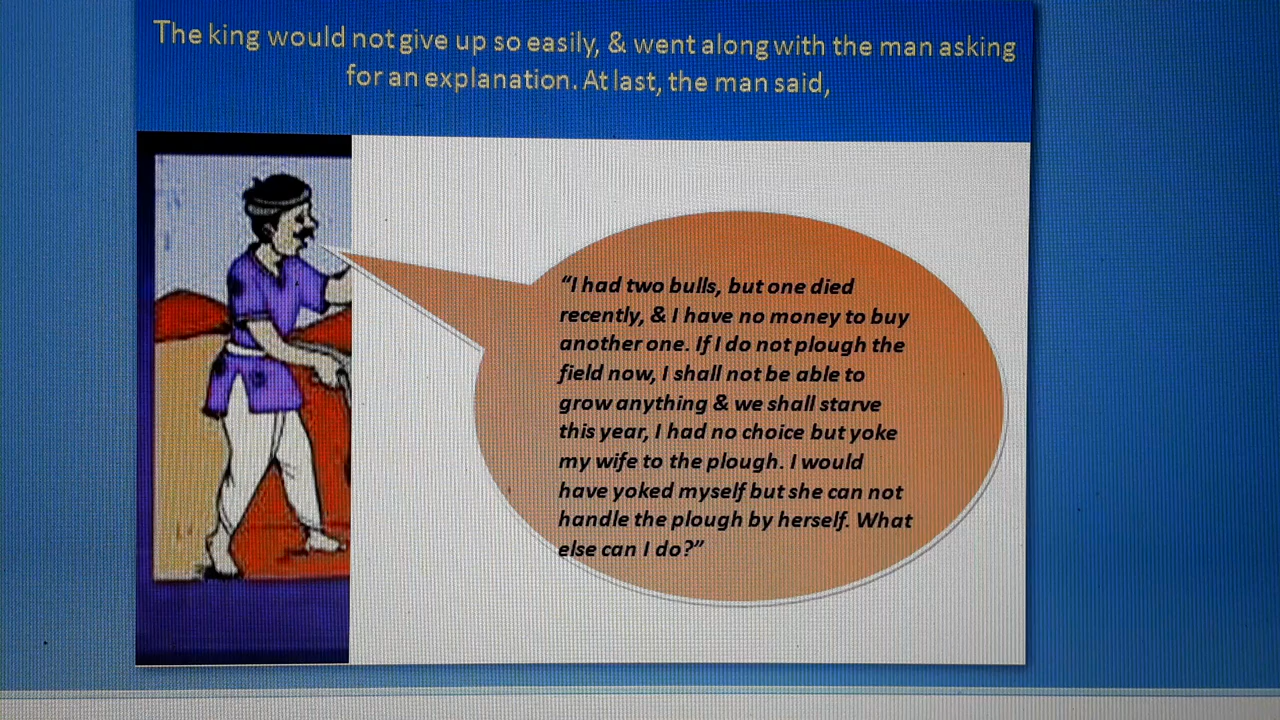 The king would not give up so easily, & went along with the man asking
for an explanation. At last, the man said,
“I had two bulls, but one died
recently, & I have no money to buy
another one. If I do not plough the
field now, I shall not be able to
grow anything & we shall starve
this year, I had no choice but yoke
my wife to the plough. I would
have yoked myself but she can not
handle the plough by herself. What
else can I do?”